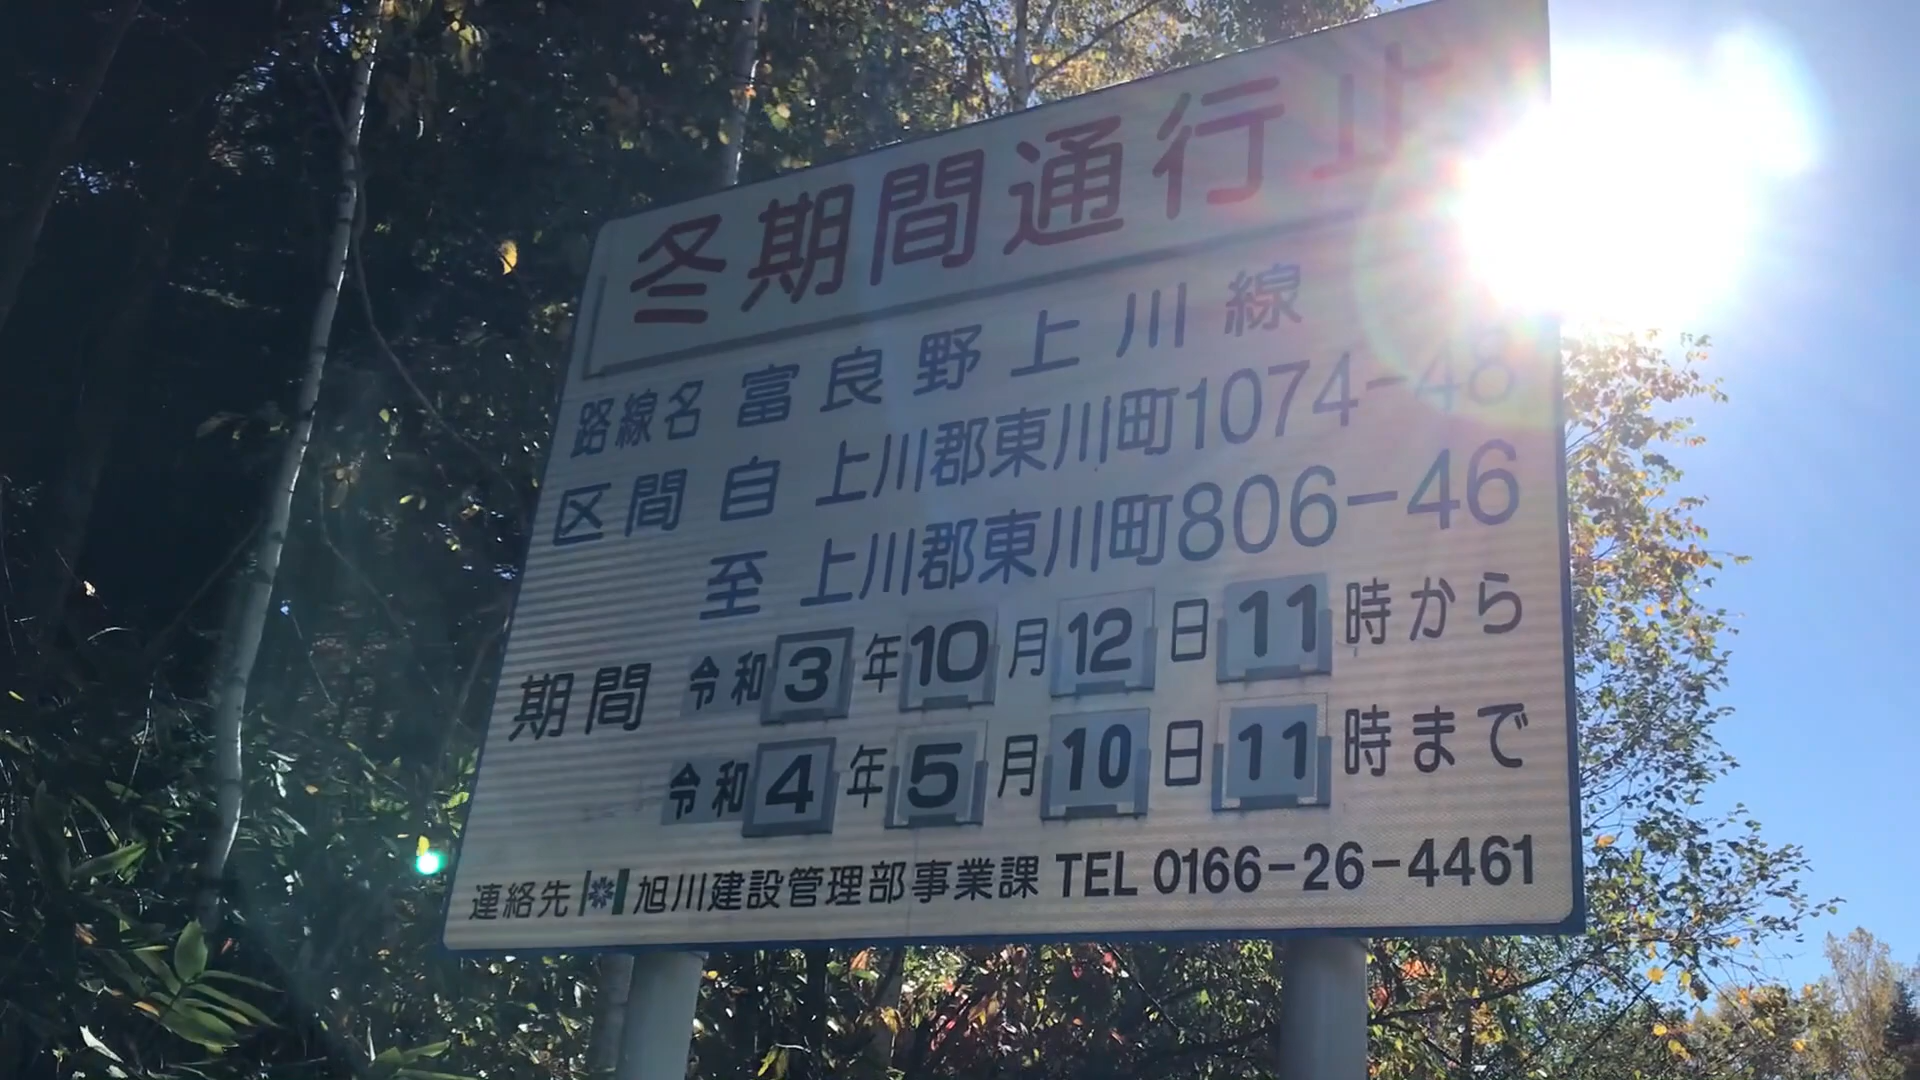 冬期間通行止
路線名 富良野上川線
区間 自 上川郡東川町1074-48
至 上川郡東川町806-46
期間 令和3年10月12日11時から
令和4年5月10日11時まで
連絡先 旭川建設管理部事業課 TEL 0166-26-4461